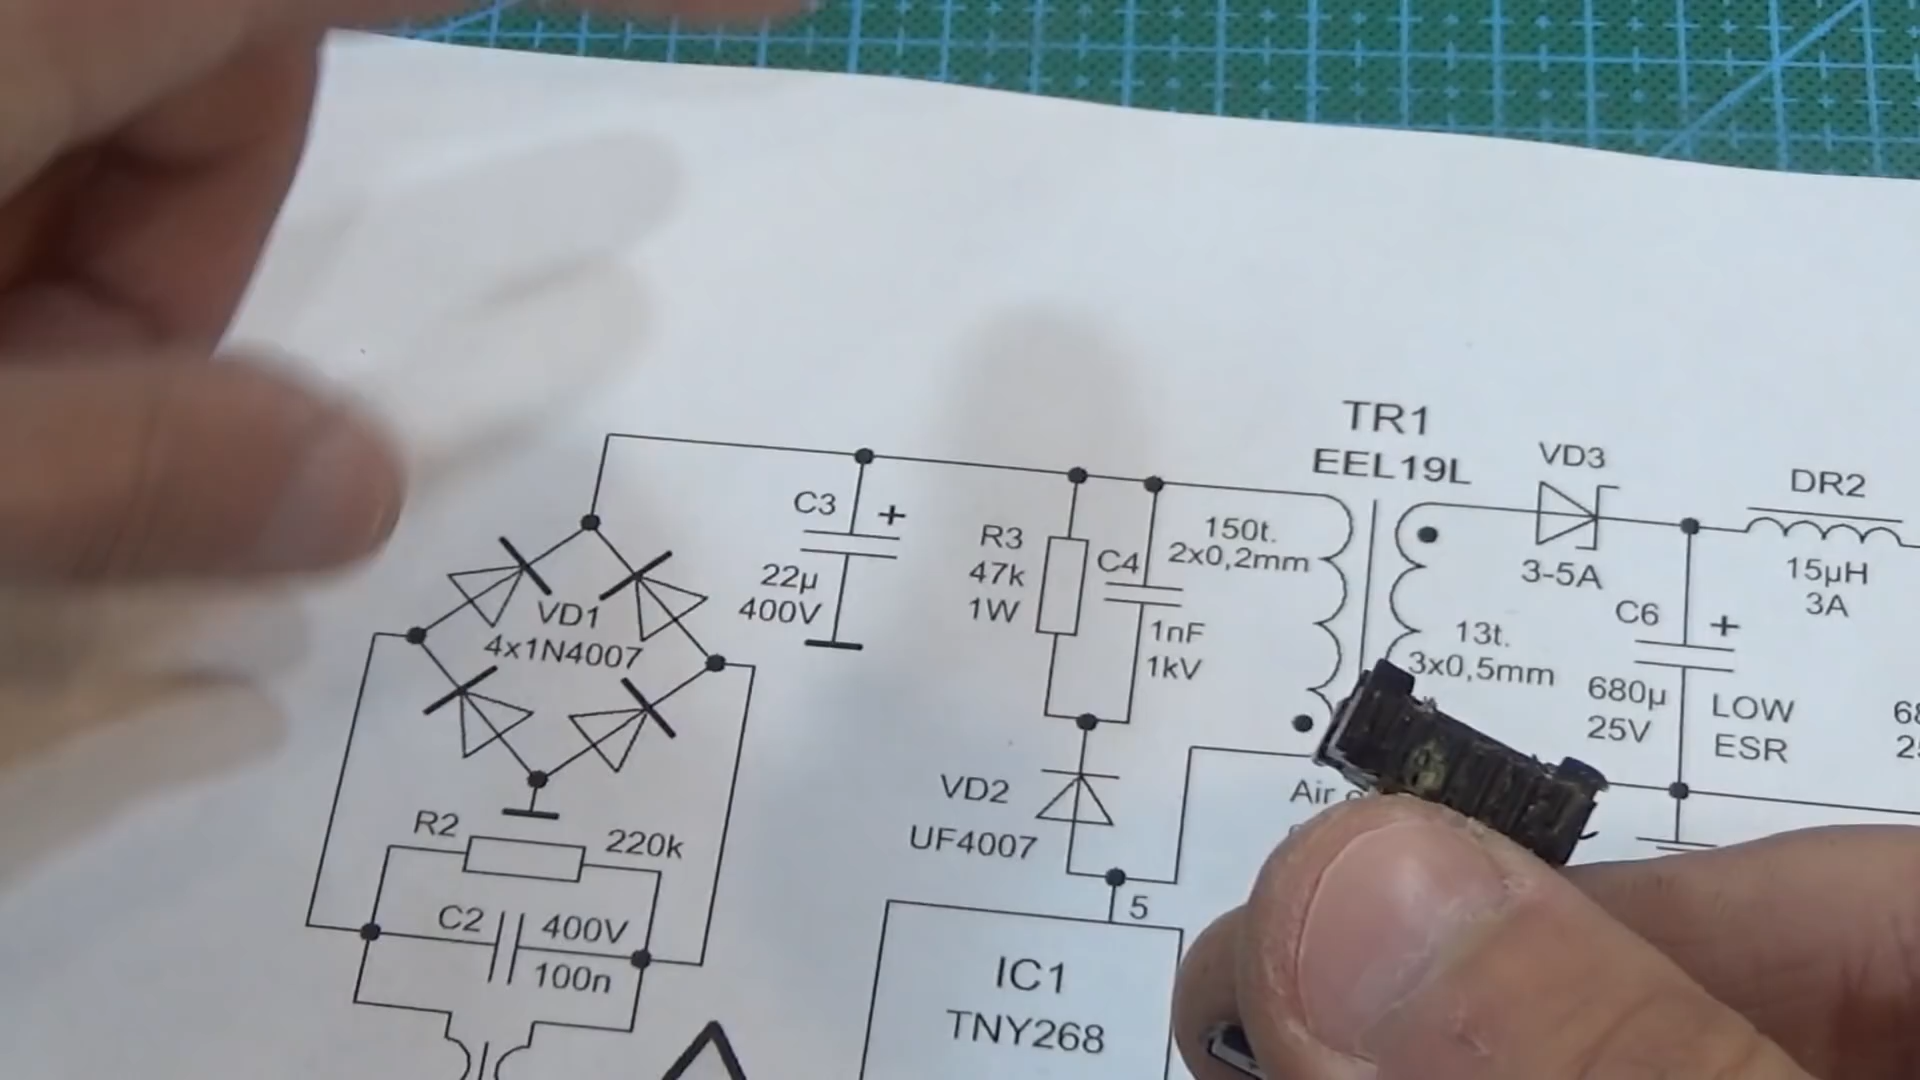 TR1
EEL19L
VD3
3-5A
DR2
15µH
3A
C3
+
22µ
400V
R3
47k
1W
C4
1nF
1kV
150t.
2x0,2mm
13t.
3x0,5mm
C6
+
680µ
25V
LOW
ESR
VD1
4x1N4007
R2
220k
C2
400V
100n
VD2
UF4007
Air
5
IC1
TNY268